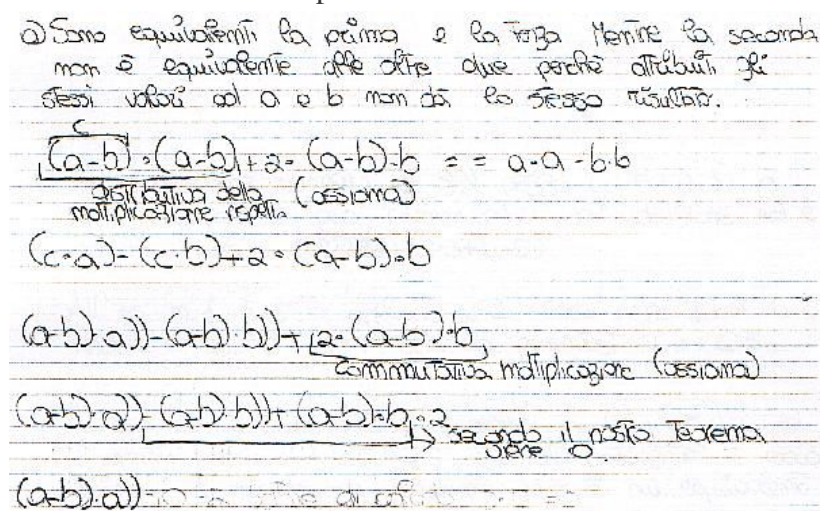 a) Sono equivalenti la prima e la terza mentre la seconda
non è equivalente alle altre due perchè attribuiti gli
stessi valori ad a e b non dà lo stesso risultato.
c
(a-b)·(a-b)+2·(a-b)·b == a·a-b·b
distributiva della (assioma)
moltiplicazione rispetto
(c·a)-(c·b)+2·(a-b)·b
(a-b)·a))-(a-b)·b))+2·(a-b)·b
commutativa moltiplicazione (assioma)
(a-b)·a))-(a-b)·b))+(a-b)·b·2
secondo il nostro teorema
viene 0
(a-b)·a))